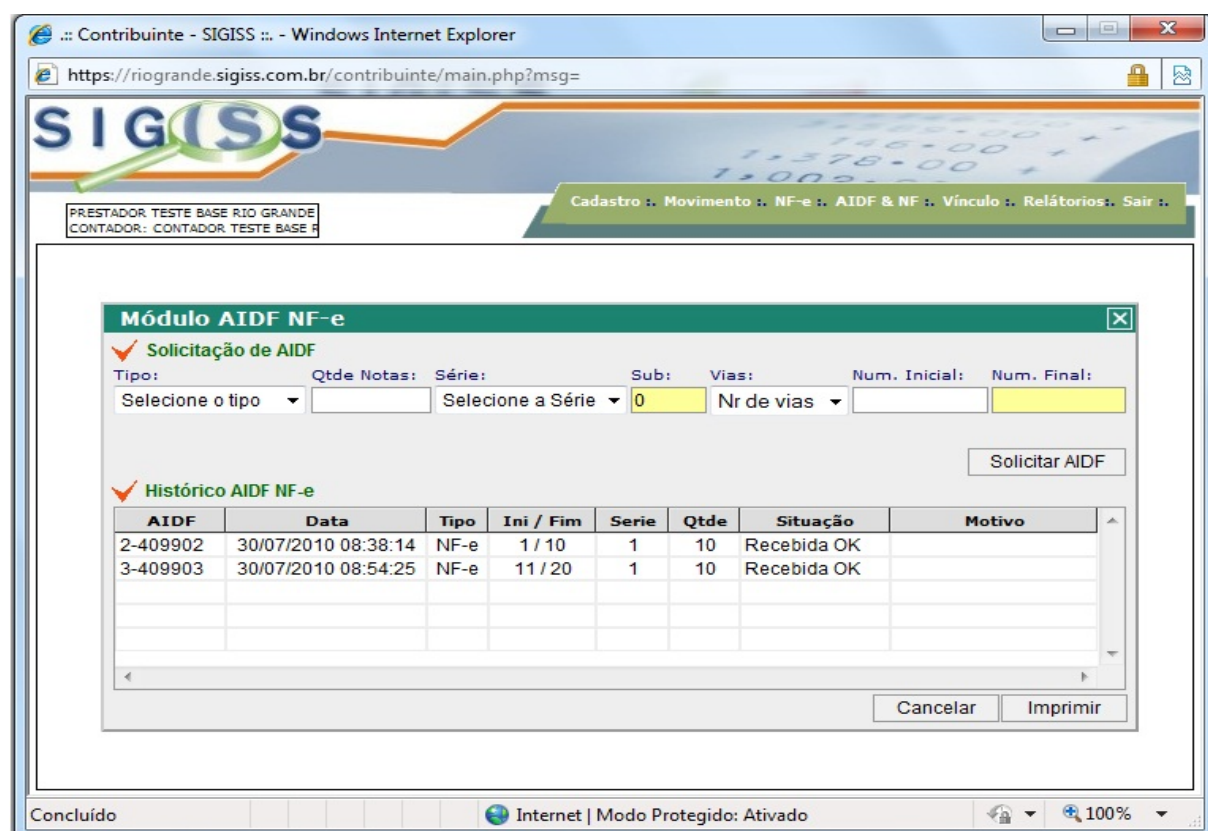 .:: Contribuinte - SIGISS ::. - Windows Internet Explorer
https://riogrande.sigiss.com.br/contribuinte/main.php?msg=
SIGISS
Cadastro :. Movimento :. NF-e :. AIDF & NF :. Vínculo :. Relátorios:. Sair :.
PRESTADOR TESTE BASE RIO GRANDE
CONTADOR: CONTADOR TESTE BASE
Módulo AIDF NF-e
Solicitação de AIDF
Tipo: Qtde Notas: Série: Sub: Vias: Num. Inicial: Num. Final:
Selecione o tipo Selecione a Série 0 Nr de vias
Solicitar AIDF
Histórico AIDF NF-e
AIDF Data Tipo Ini / Fim Serie Qtde Situação Motivo
2-409902 30/07/2010 08:38:14 NF-e 1 / 10 1 10 Recebida OK
3-409903 30/07/2010 08:54:25 NF-e 11 / 20 1 10 Recebida OK
Cancelar Imprimir
Concluído Internet | Modo Protegido: Ativado 100%